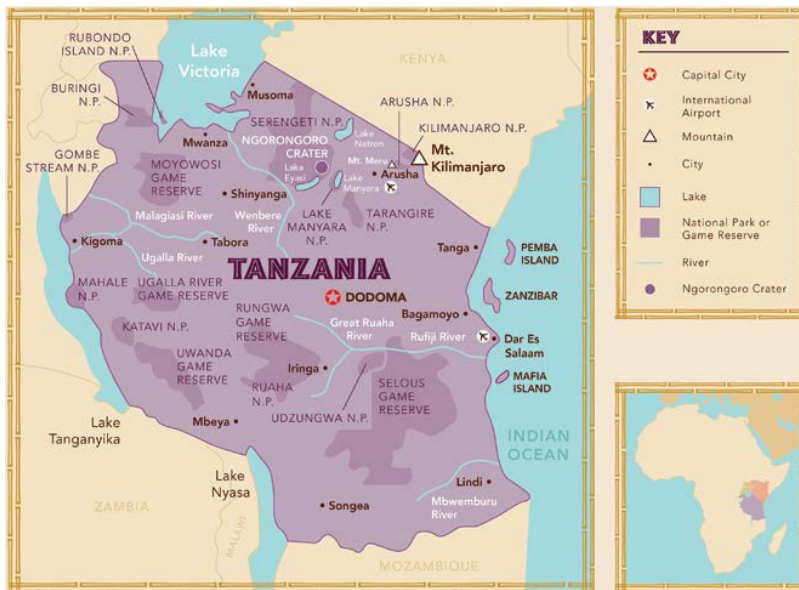 RUBONDO
ISLAND N.P.
Lake
Victoria
KENYA
BURINGI
N.P.
Musoma
ARUSHA N.P.
SERENGETI N.P.
KILIMANJARO N.P.
Lake
Natron
Mwanza
NGORONGORO
CRATER
Mt. Meru
Mt.
Kilimanjaro
GOMBE
STREAM N.P.
MOYOWOSI
GAME
RESERVE
Lake
Eyasi
Lake
Manyara
Arusha
Shinyanga
Malagiasi River
Wenbere
River
LAKE
MANYARA
N.P.
TARANGIRE
N.P.
Kigoma
Tabora
Tanga
PEMBA
ISLAND
Ugalla River
TANZANIA
MAHALE
N.P.
UGALLA RIVER
GAME RESERVE
DODOMA
ZANZIBAR
RUNGWA
GAME
RESERVE
Bagamoyo
KATAVI N.P.
Great Ruaha
River
Rufiji River
Dar Es
Salaam
UWANDA
GAME
RESERVE
Iringa
MAFIA
ISLAND
RUAHA
N.P.
SELOUS
GAME
RESERVE
UDZUNGWA N.P.
Lake
Tanganyika
Mbeya
INDIAN
OCEAN
Lake
Nyasa
Lindi
ZAMBIA
MALAWI
Songea
Mbwemburu
River
MOZAMBIQUE
KEY
Capital City
International
Airport
Mountain
City
Lake
National Park or
Game Reserve
River
Ngorongoro Crater